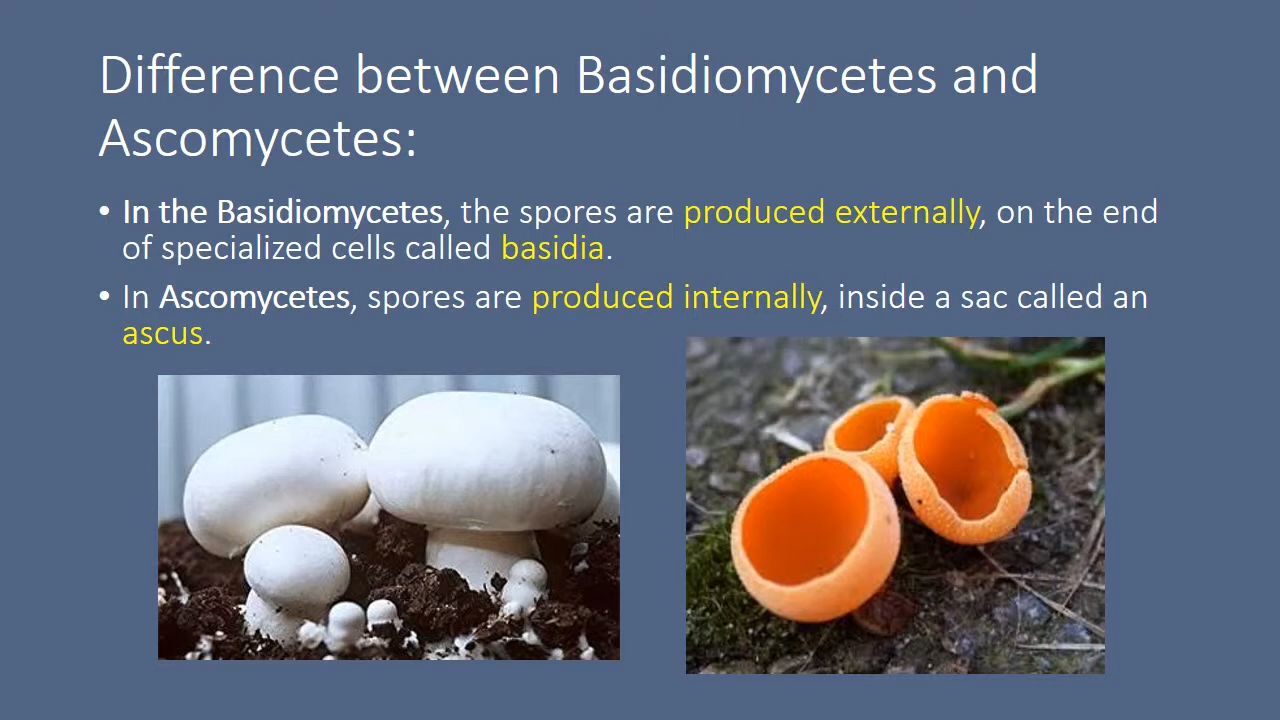 Difference between Basidiomycetes and
Ascomycetes:
• In the Basidiomycetes, the spores are produced externally, on the end
of specialized cells called basidia.
• In Ascomycetes, spores are produced internally, inside a sac called an
ascus.